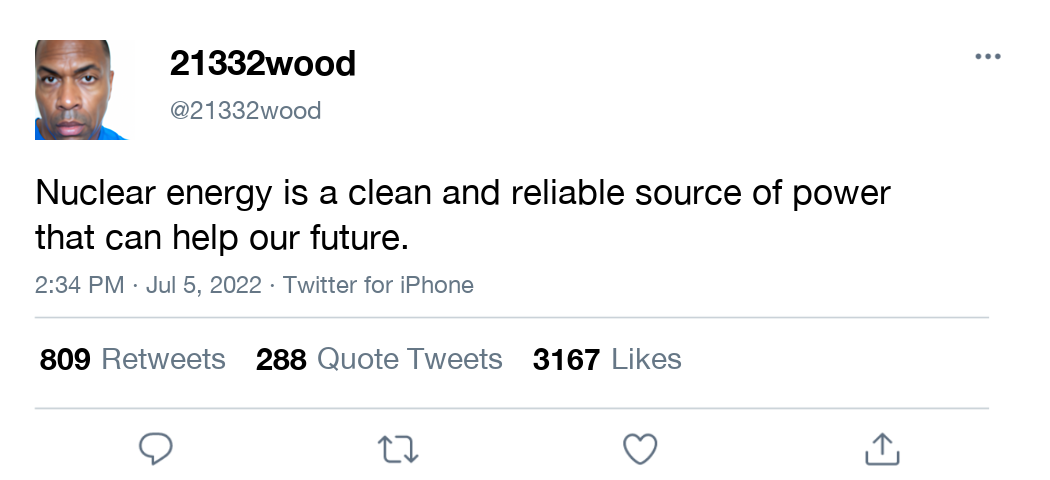 21332wood
@21332wood
Nuclear energy is a clean and reliable source of power
that can help our future.
2:34 PM · Jul 5, 2022 · Twitter for iPhone
809 Retweets 288 Quote Tweets 3167 Likes